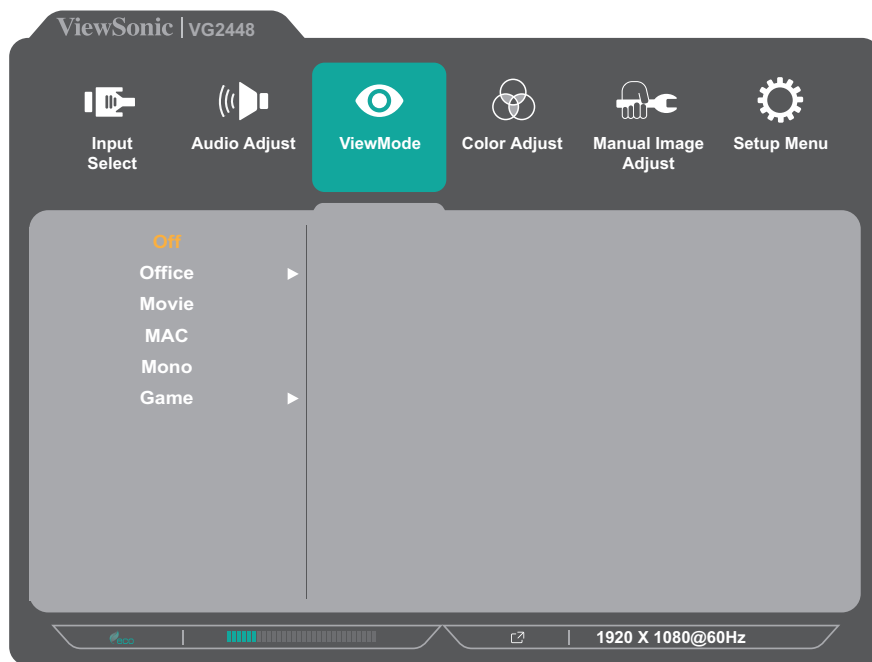 ViewSonic | VG2448
Input
Select
Audio Adjust
ViewMode
Color Adjust
Manual Image
Adjust
Setup Menu
Off
Office
Movie
MAC
Mono
Game
eco
1920 X 1080@60Hz